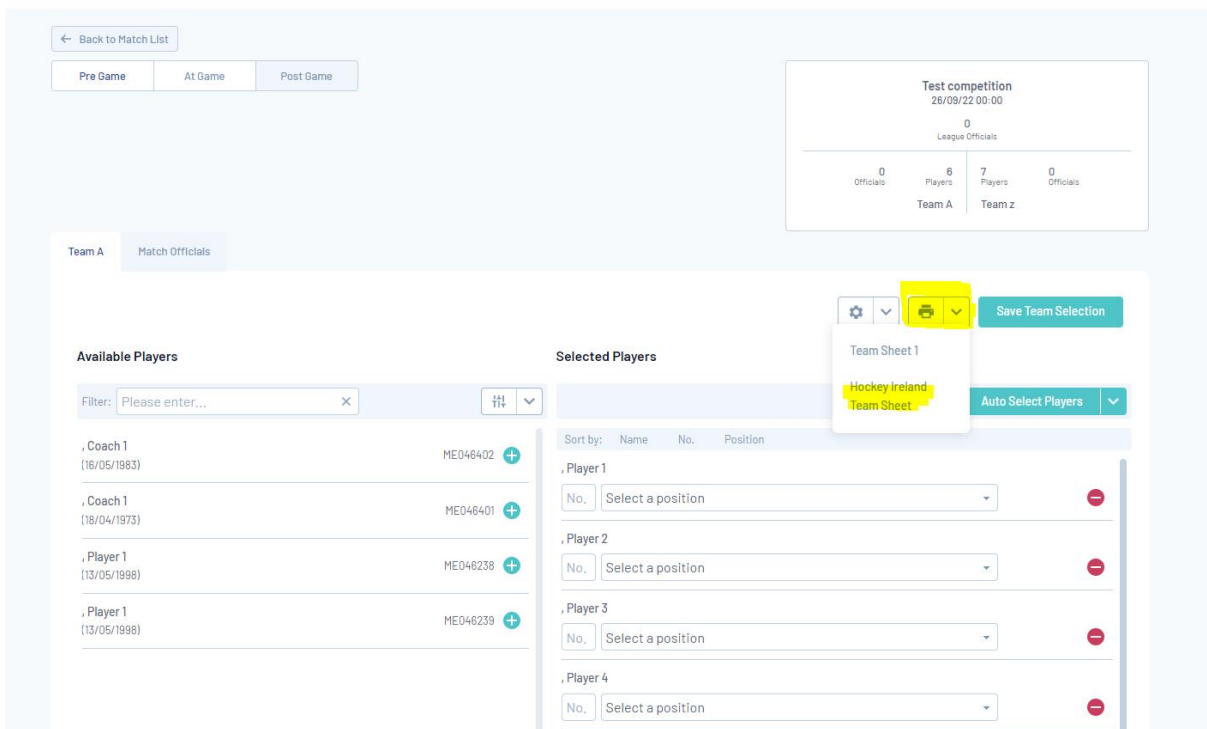 ← Back to Match List
Pre Game At Game Post Game
Test competition
26/09/22 00:00
0
League Officials
0 6 7 0
Officials Players Players Officials
Team A Team z
Team A Match Officials
Save Team Selection
Available Players
Selected Players
Team Sheet 1
Hockey Ireland
Team Sheet
Filter: Please enter...
Auto Select Players
Sort by: Name No. Position
, Coach 1
(16/05/1983)
ME046402
, Coach 1
(18/04/1973)
ME046401
, Player 1
(13/05/1998)
ME046238
, Player 1
(13/05/1998)
ME046239
, Player 1
No. Select a position
, Player 2
No. Select a position
, Player 3
No. Select a position
, Player 4
No. Select a position